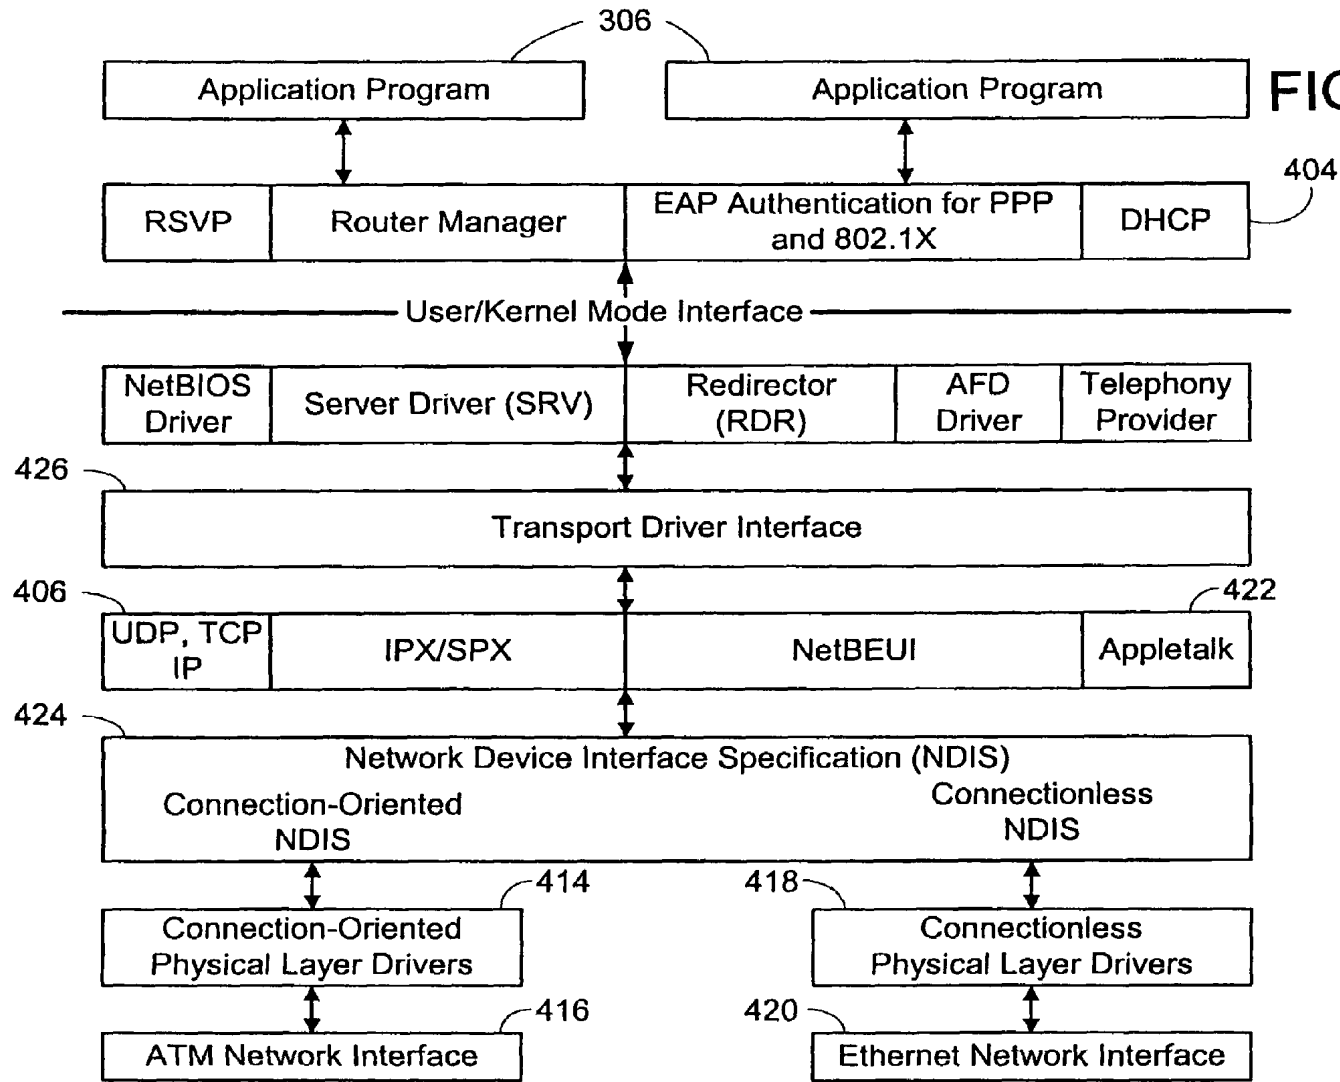 306
Application Program
Application Program
FIG
404
RSVP
Router Manager
EAP Authentication for PPP
and 802.1X
DHCP
User/Kernel Mode Interface
NetBIOS
Driver
Server Driver (SRV)
Redirector
(RDR)
AFD
Driver
Telephony
Provider
426
Transport Driver Interface
406
422
UDP, TCP
IP
IPX/SPX
NetBEUI
Appletalk
424
Network Device Interface Specification (NDIS)
Connection-Oriented
NDIS
Connectionless
NDIS
414
418
Connection-Oriented
Physical Layer Drivers
Connectionless
Physical Layer Drivers
416
420
ATM Network Interface
Ethernet Network Interface